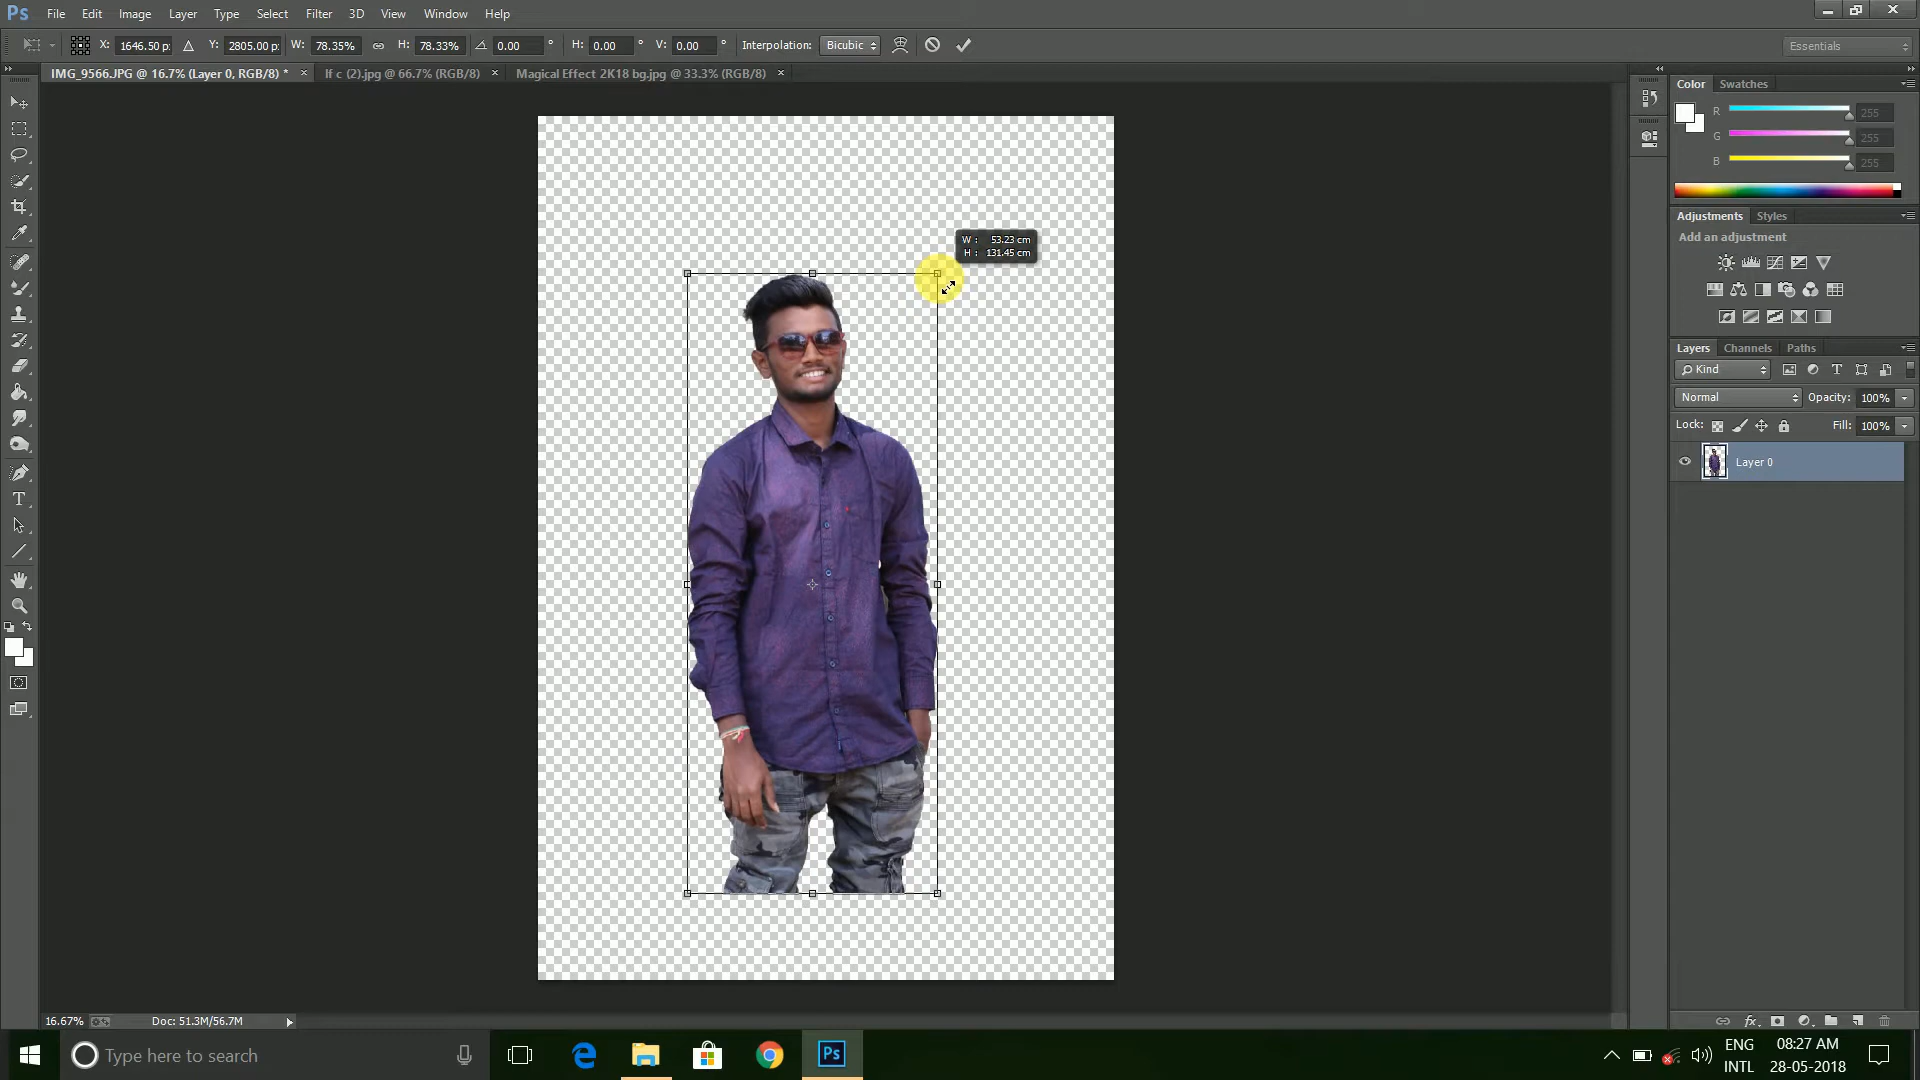 Ps File Edit Image Layer Type Select Filter 3D View Window Help
X: 1646.50 p: Y: 2805.00 p: W: 78.35% H: 78.33% 0.00 ° H: 0.00 ° V: 0.00 ° Interpolation: Bicubic Essentials
IMG_9566.JPG @ 16.7% (Layer 0, RGB/8) * × If c (2).jpg @ 66.7% (RGB/8) × Magical Effect 2K18 bg.jpg @ 33.3% (RGB/8) ×
Color Swatches
R 255
G 255
B 255
Adjustments Styles
Add an adjustment
W : 53.23 cm
H : 131.45 cm
Layers Channels Paths
Kind
Normal Opacity: 100%
Lock: Fill: 100%
Layer 0
16.67% Doc: 51.3M/56.7M
Type here to search
Ps
ENG
INTL
08:27 AM
28-05-2018